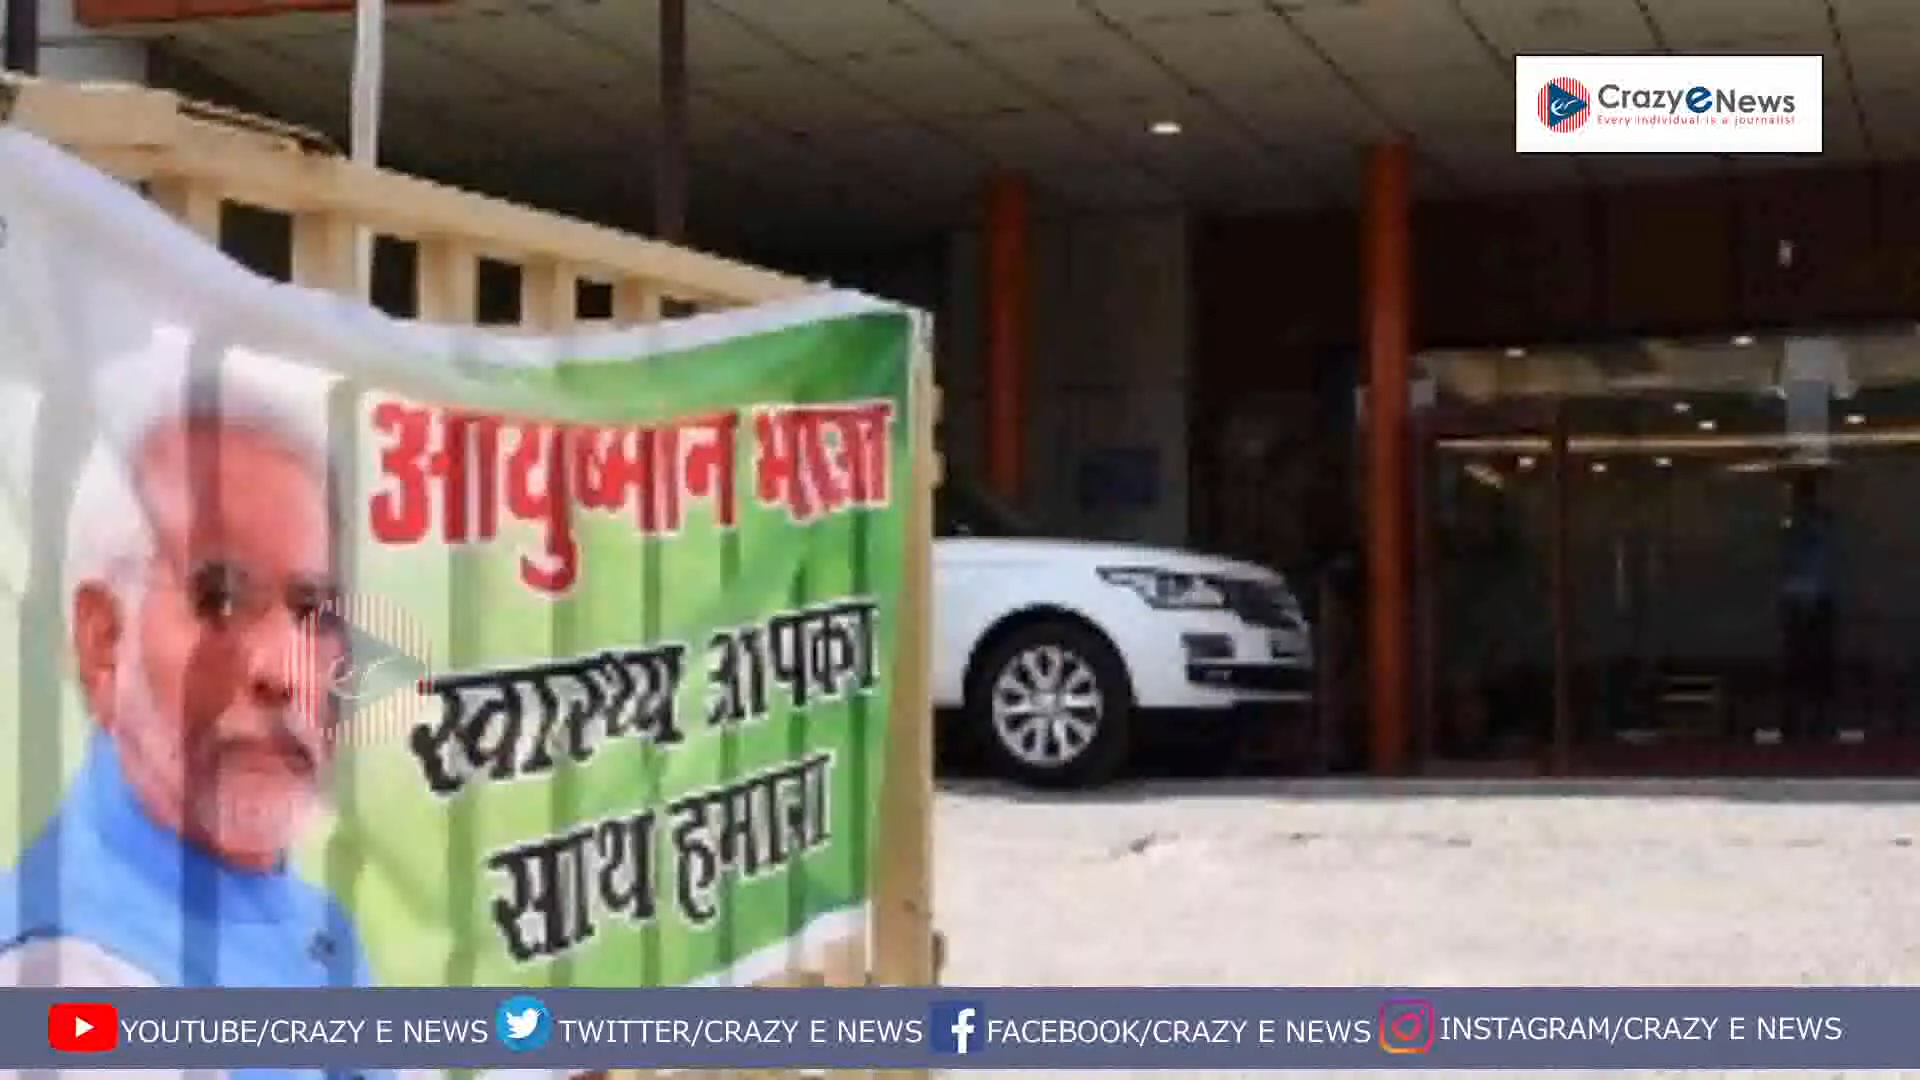 Crazy e News
Every individual is a journalist
आयुष्मान भारत
स्वास्थ्य आपका
साथ हमारा
YOUTUBE/CRAZY E NEWS
TWITTER/CRAZY E NEWS
FACEBOOK/CRAZY E NEWS
INSTAGRAM/CRAZY E NEWS